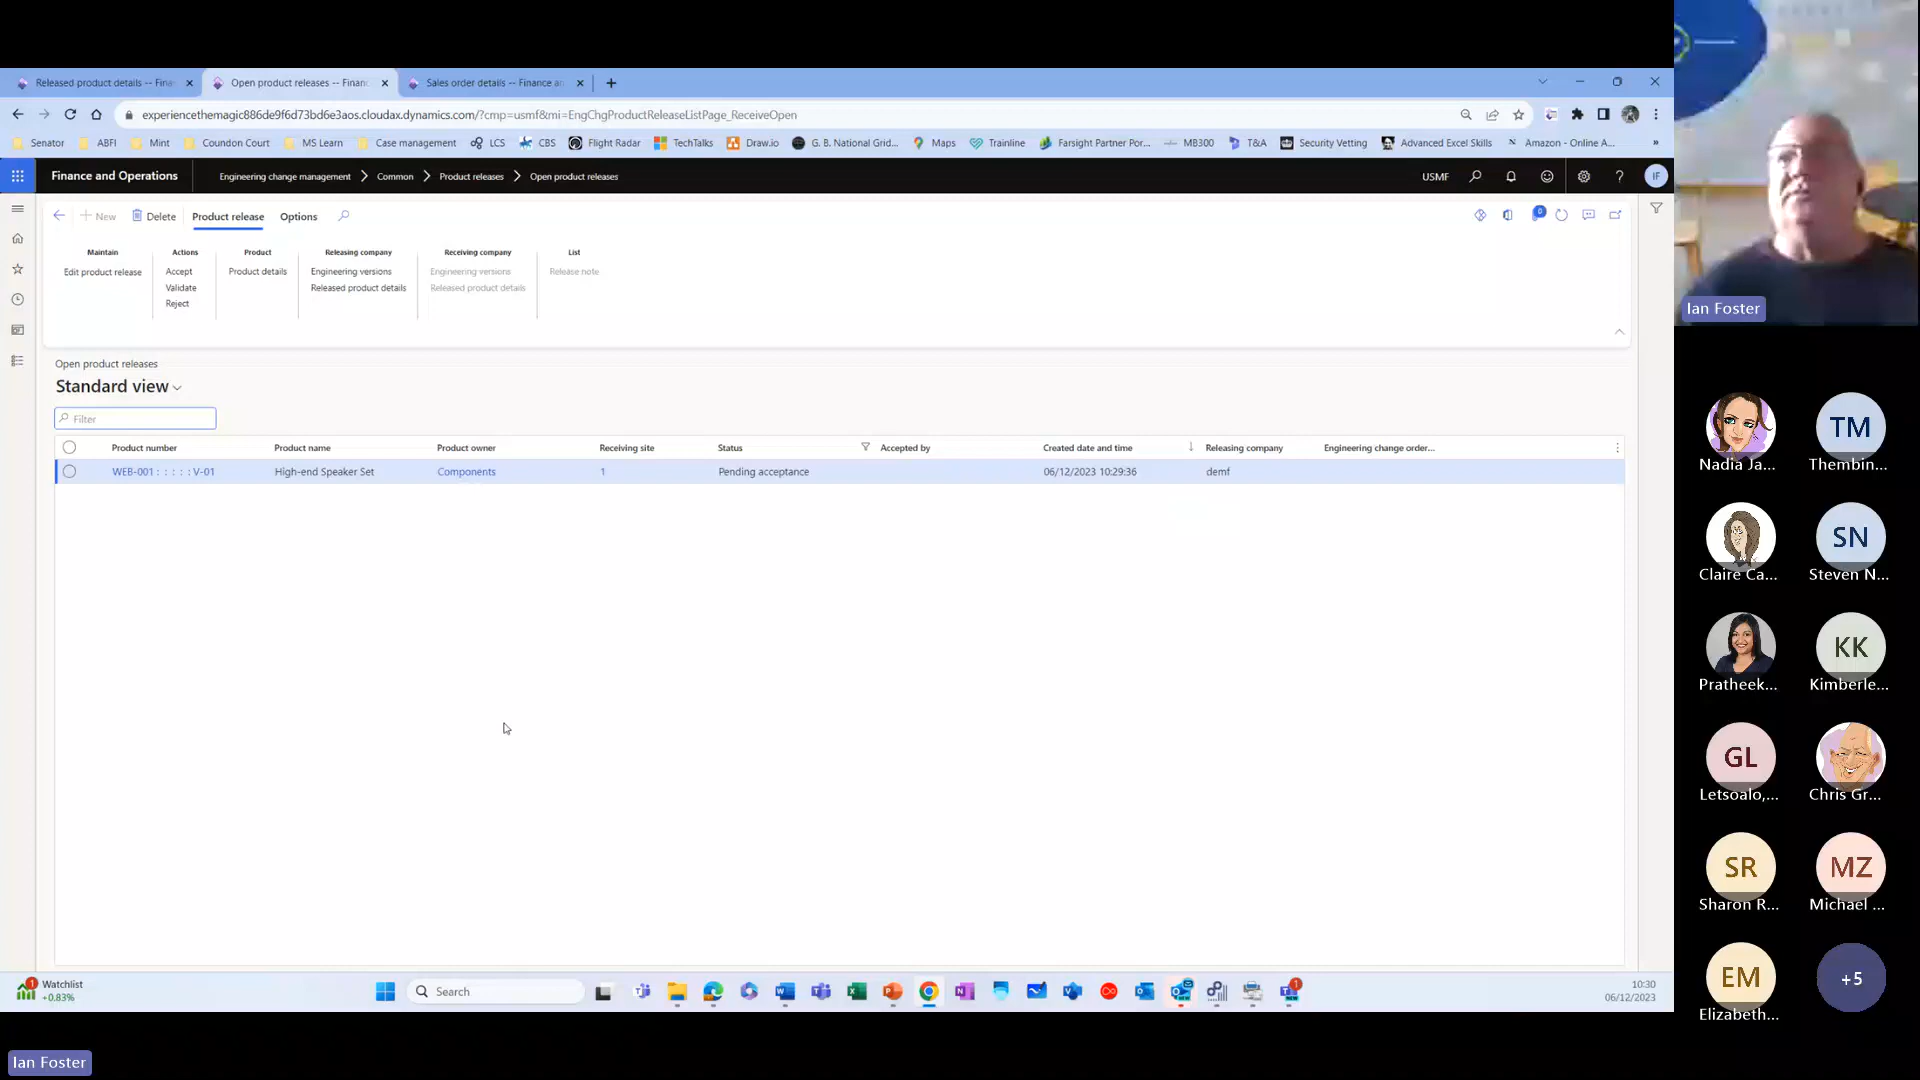 Released product details -- Fina
Open product releases -- Financ
Sales order details -- Finance an
experiencethemagic886de9f6d73bd6e3aos.cloudax.dynamics.com/?cmp=usmf&mi=EngChgProductReleaseListPage_ReceiveOpen
Senator ABFI Mint Coundon Court MS Learn Case management LCS CBS Flight Radar TechTalks Draw.io G. B. National Grid... Maps Trainline Farsight Partner Por... MB300 T&A Security Vetting Advanced Excel Skills Amazon - Online A... »
Finance and Operations Engineering change management Common Product releases Open product releases USMF ? IF
+ New Delete Product release Options 0
Maintain Actions Product Releasing company Receiving company List
Edit product release Accept Product details Engineering versions Engineering versions Release note
Validate Released product details Released product details
Reject
Open product releases
Standard view
Filter
Product number Product name Product owner Receiving site Status Accepted by Created date and time Releasing company Engineering change order...
WEB-001 : : : : : V-01 High-end Speaker Set Components 1 Pending acceptance 06/12/2023 10:29:36 demf
1 Watchlist
+0.83%
Search
1
10:30
06/12/2023
Ian Foster
Ian Foster
Nadia Ja...
TM
Thembin...
Claire Ca...
SN
Steven N...
Pratheek...
KK
Kimberle...
GL
Letsoalo,...
Chris Gr...
SR
Sharon R...
MZ
Michael ...
EM
Elizabeth...
+5